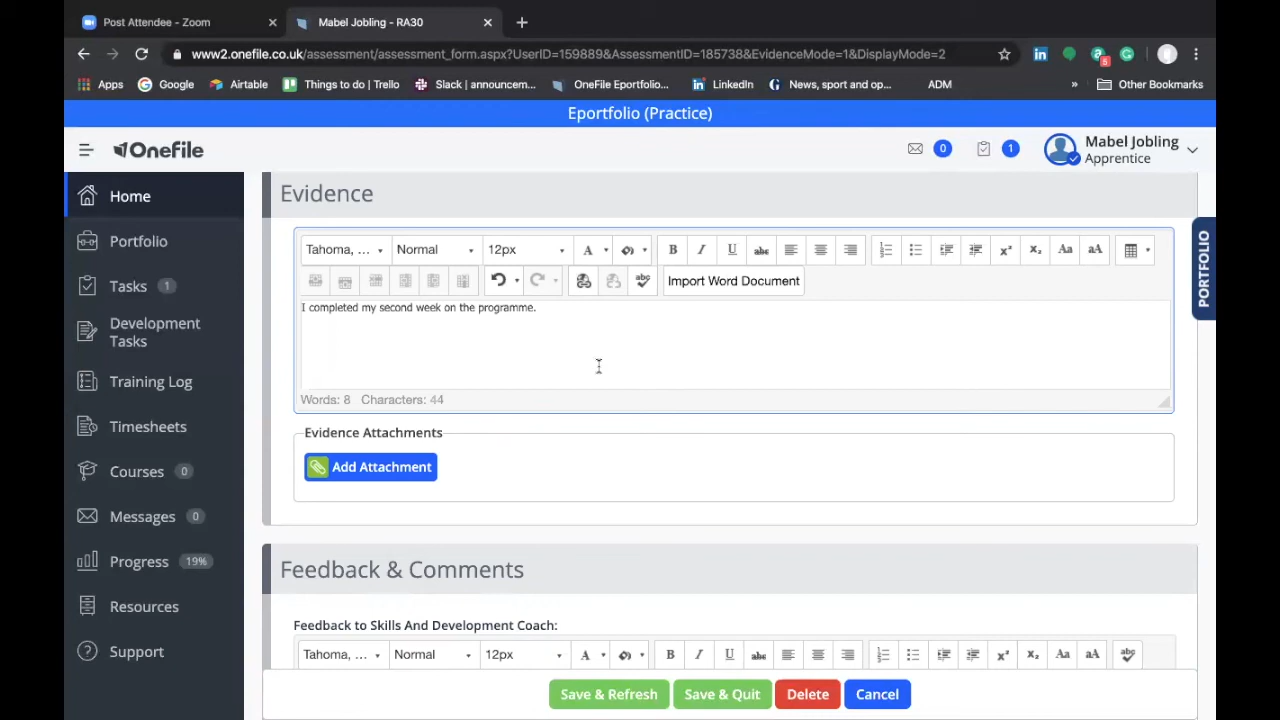 Post Attendee - Zoom
Mabel Jobling - RA30
www2.onefile.co.uk/assessment/assessment_form.aspx?UserID=159889&AssessmentID=185738&EvidenceMode=1&DisplayMode=2
Apps Google Airtable Things to do | Trello Slack | announcem... OneFile Eportfolio... LinkedIn News, sport and op... ADM » Other Bookmarks
Eportfolio (Practice)
Onefile
0
1
Mabel Jobling
Apprentice
Home
Portfolio
Tasks 1
Development
Tasks
Training Log
Timesheets
Courses 0
Messages 0
Progress 19%
Resources
Support
PORTFOLIO
Evidence
Tahoma, ... Normal 12px
Import Word Document
I completed my second week on the programme.
Words: 8 Characters: 44
Evidence Attachments
Add Attachment
Feedback & Comments
Feedback to Skills And Development Coach:
Tahoma, ... Normal 12px
Save & Refresh Save & Quit Delete Cancel